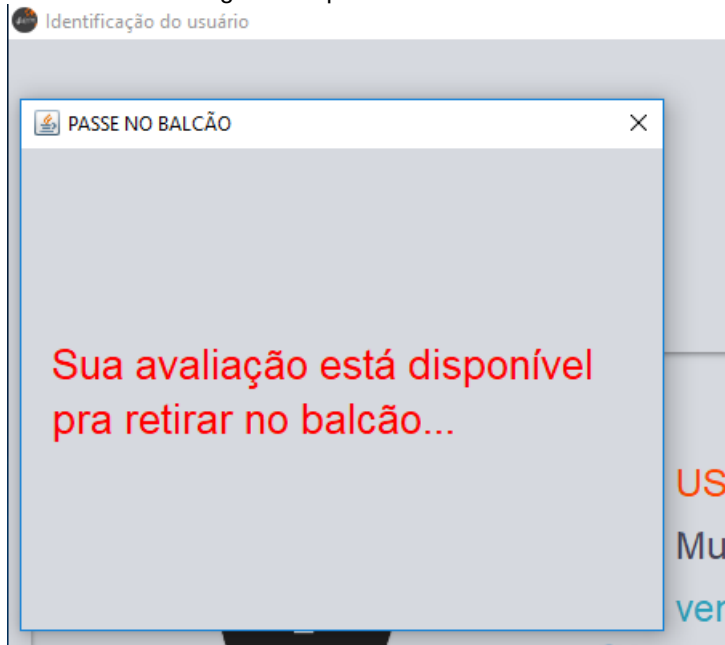 Identificação do usuário
PASSE NO BALCÃO
Sua avaliação está disponível
pra retirar no balcão...
US
Mu
ver